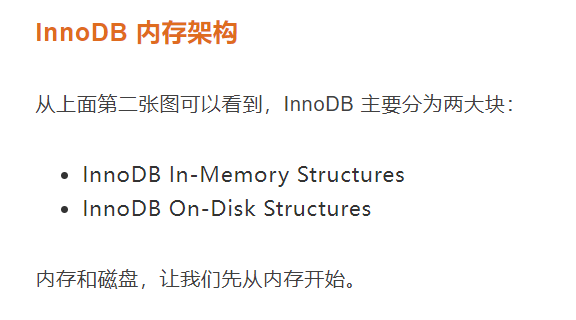 InnoDB 内存架构
从上面第二张图可以看到，InnoDB 主要分为两大块：
• InnoDB In-Memory Structures
• InnoDB On-Disk Structures
内存和磁盘，让我们先从内存开始。